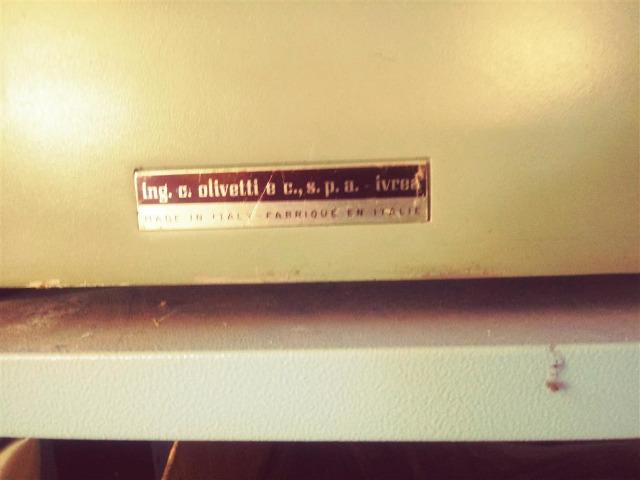 ing. c. olivetti e c., s. p. a. - ivrea
MADE IN ITALY - FABRIQUÉ EN ITALIE